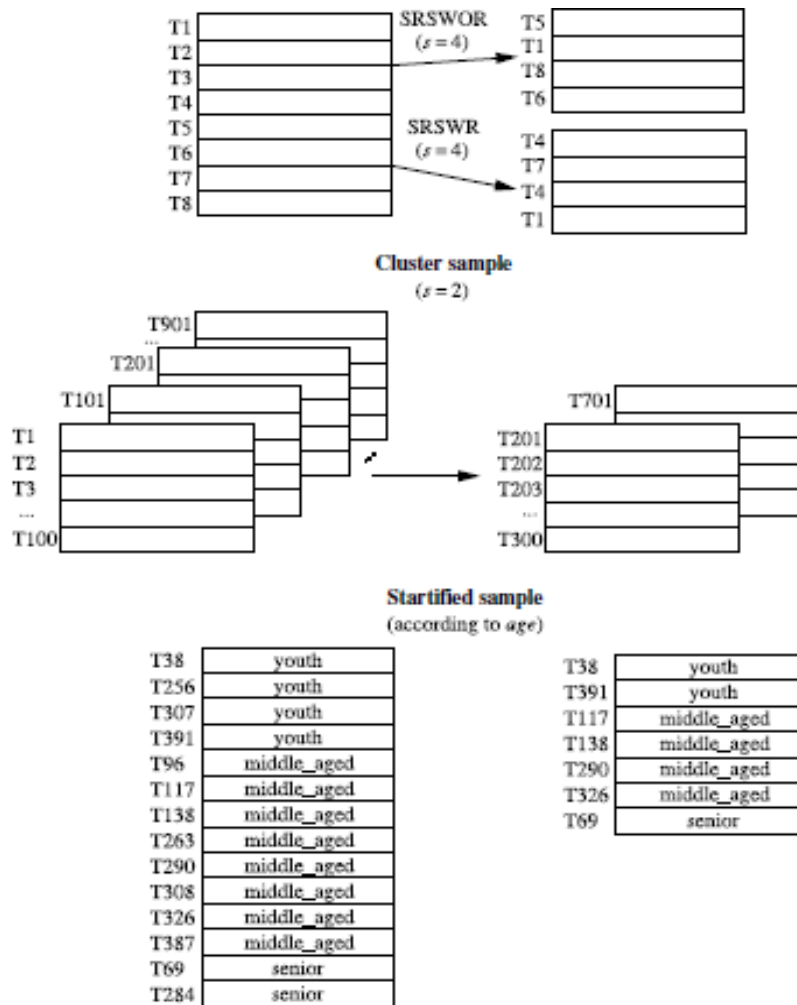 T1
T2
T3
T4
T5
T6
T7
T8
SRSWOR
(s = 4)
SRSWR
(s = 4)
T5
T1
T8
T6
T4
T7
T4
T1
Cluster sample
(s = 2)
T901
...
T201
T101
T1
T2
T3
...
T100
T701
T201
T202
T203
...
T300
Startified sample
(according to age)
T38 youth
T256 youth
T307 youth
T391 youth
T96 middle_aged
T117 middle_aged
T138 middle_aged
T263 middle_aged
T290 middle_aged
T308 middle_aged
T326 middle_aged
T387 middle_aged
T69 senior
T284 senior
T38 youth
T391 youth
T117 middle_aged
T138 middle_aged
T290 middle_aged
T326 middle_aged
T69 senior